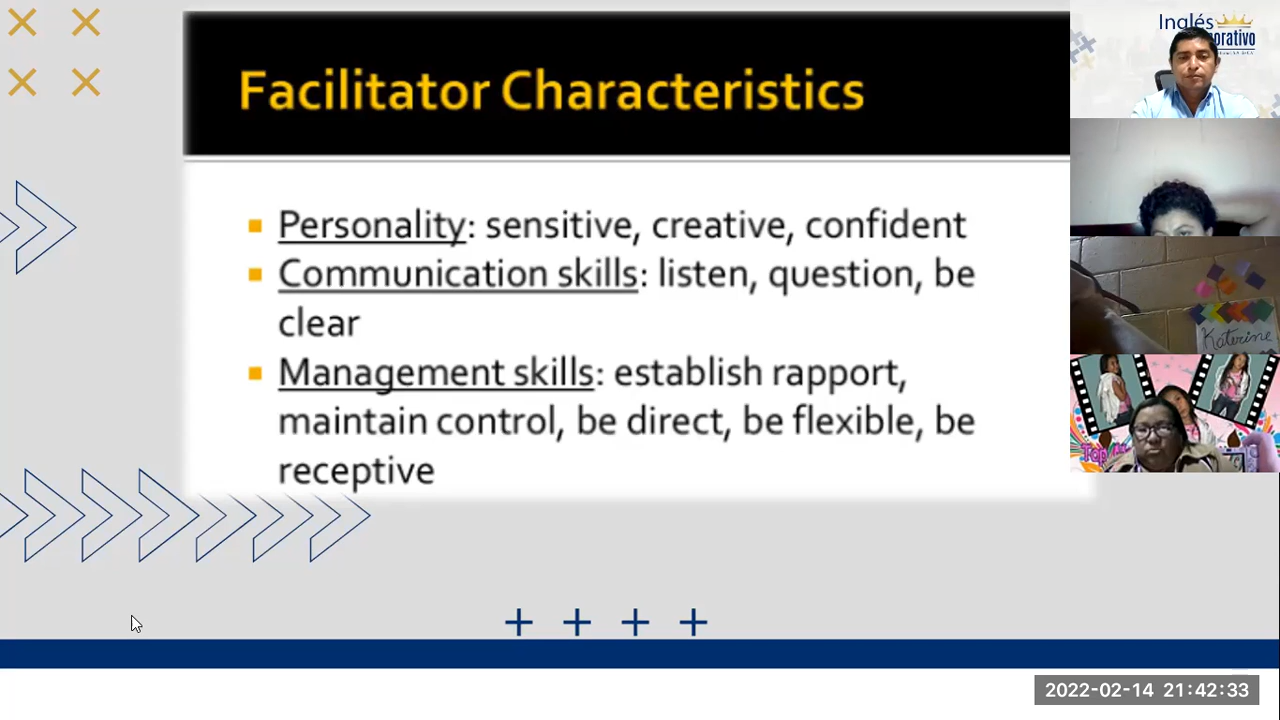 Facilitator Characteristics
Personality: sensitive, creative, confident
Communication skills: listen, question, be
clear
Management skills: establish rapport,
maintain control, be direct, be flexible, be
receptive
Inglés
Katerine
2022-02-14 21:42:33